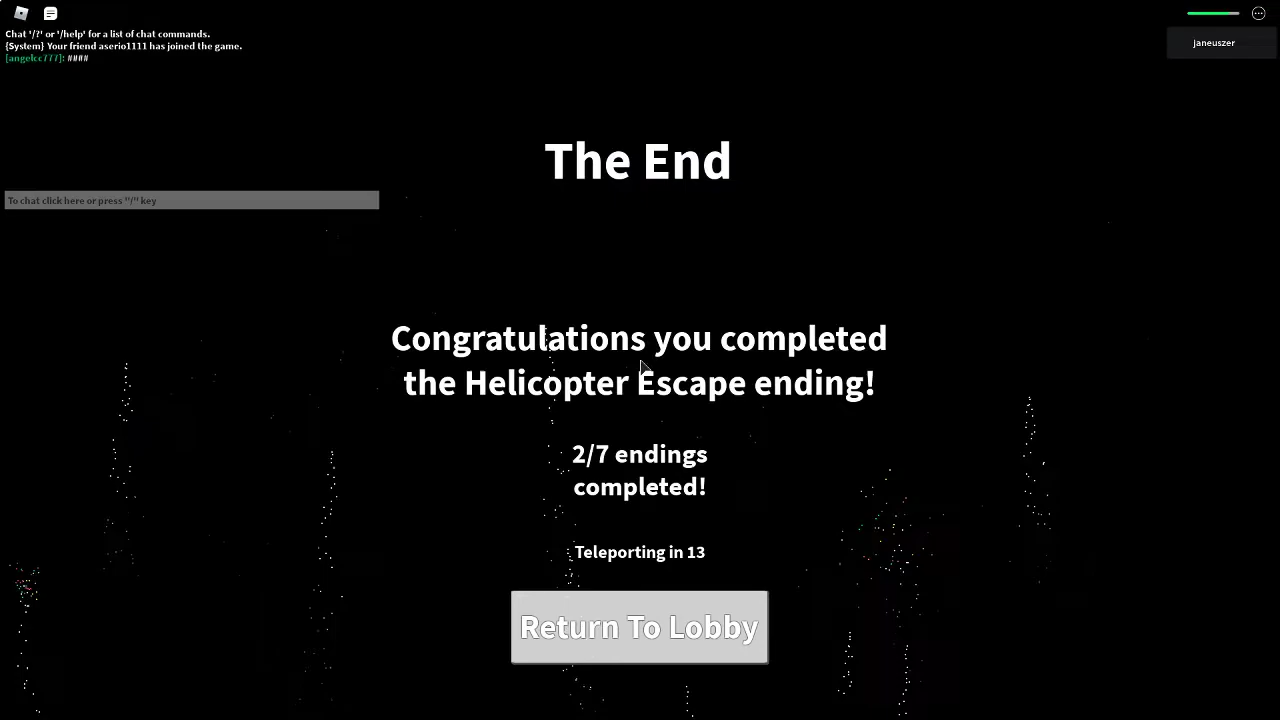 Chat '/?' or '/help' for a list of chat commands.
{System} Your friend aserio1111 has joined the game.
[angelcc777]: ####
janeuszer
The End
To chat click here or press "/" key
Congratulations you completed
the Helicopter Escape ending!
2/7 endings
completed!
Teleporting in 13
Return To Lobby